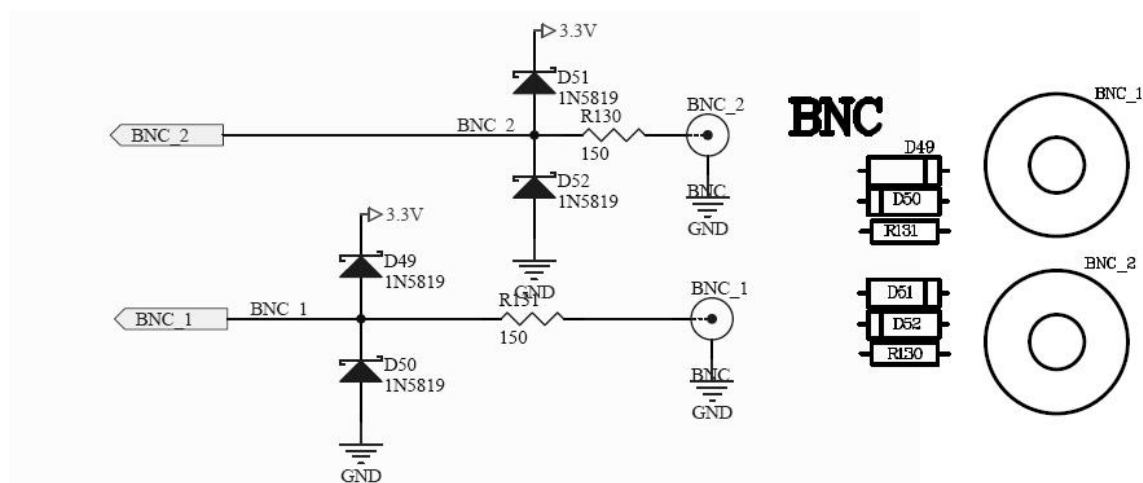 3.3V
D51
1N5819
BNC_2
BNC_2
R130
150
BNC_2
D52
1N5819
BNC
GND
GND
3.3V
D49
1N5819
BNC_1
BNC_1
R131
150
BNC_1
D50
1N5819
BNC
GND
GND
BNC
BNC_1
D49
D50
R131
BNC_2
D51
D52
R130